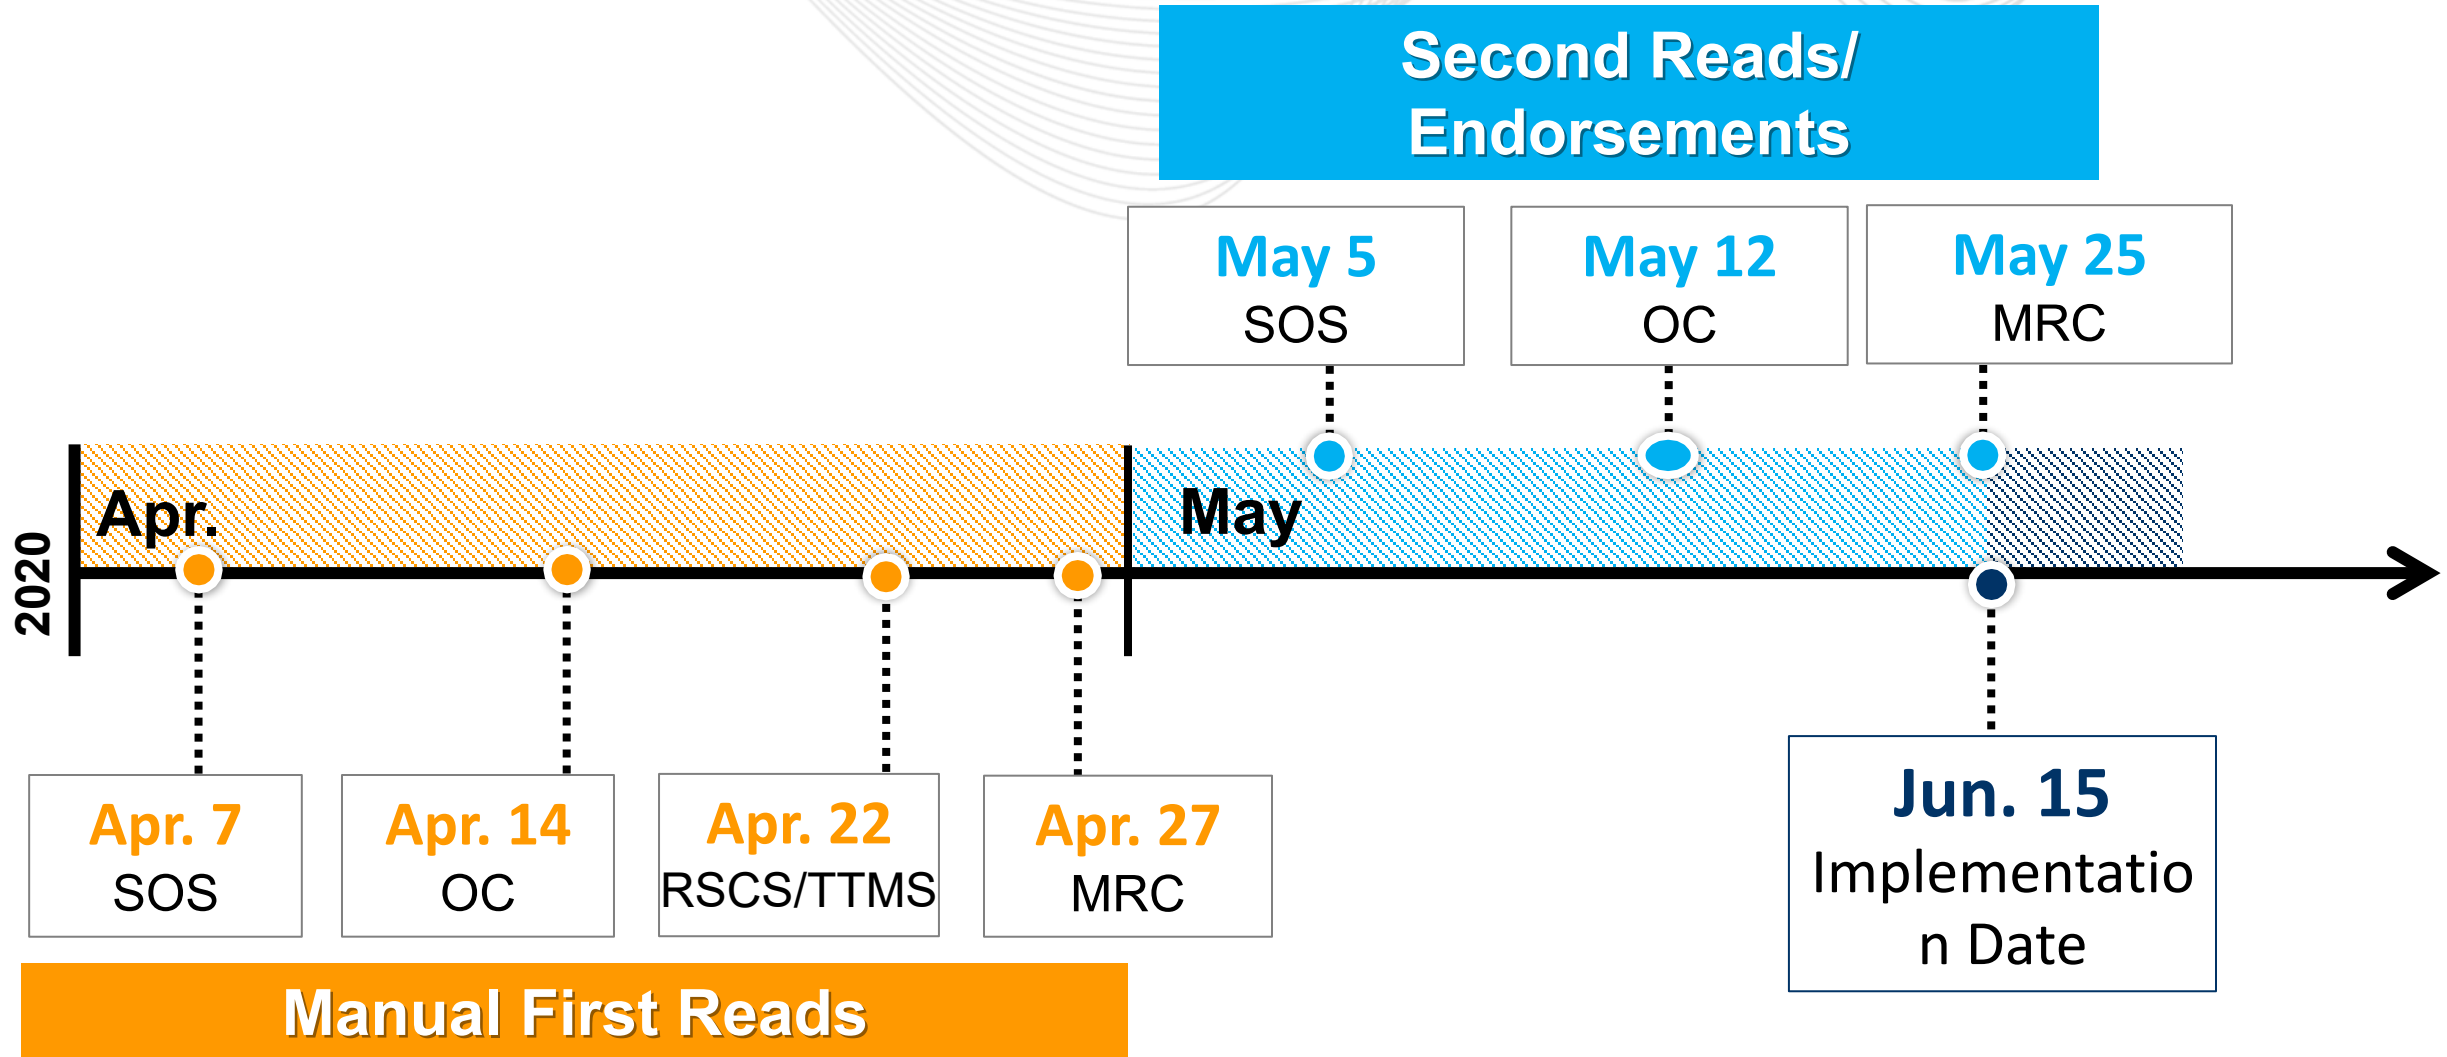 Second Reads/
Endorsements
May 5
SOS
May 12
OC
May 25
MRC
2020
Apr.
May
Apr. 7
SOS
Apr. 14
OC
Apr. 22
RSCS/TTMS
Apr. 27
MRC
Jun. 15
Implementatio
n Date
Manual First Reads